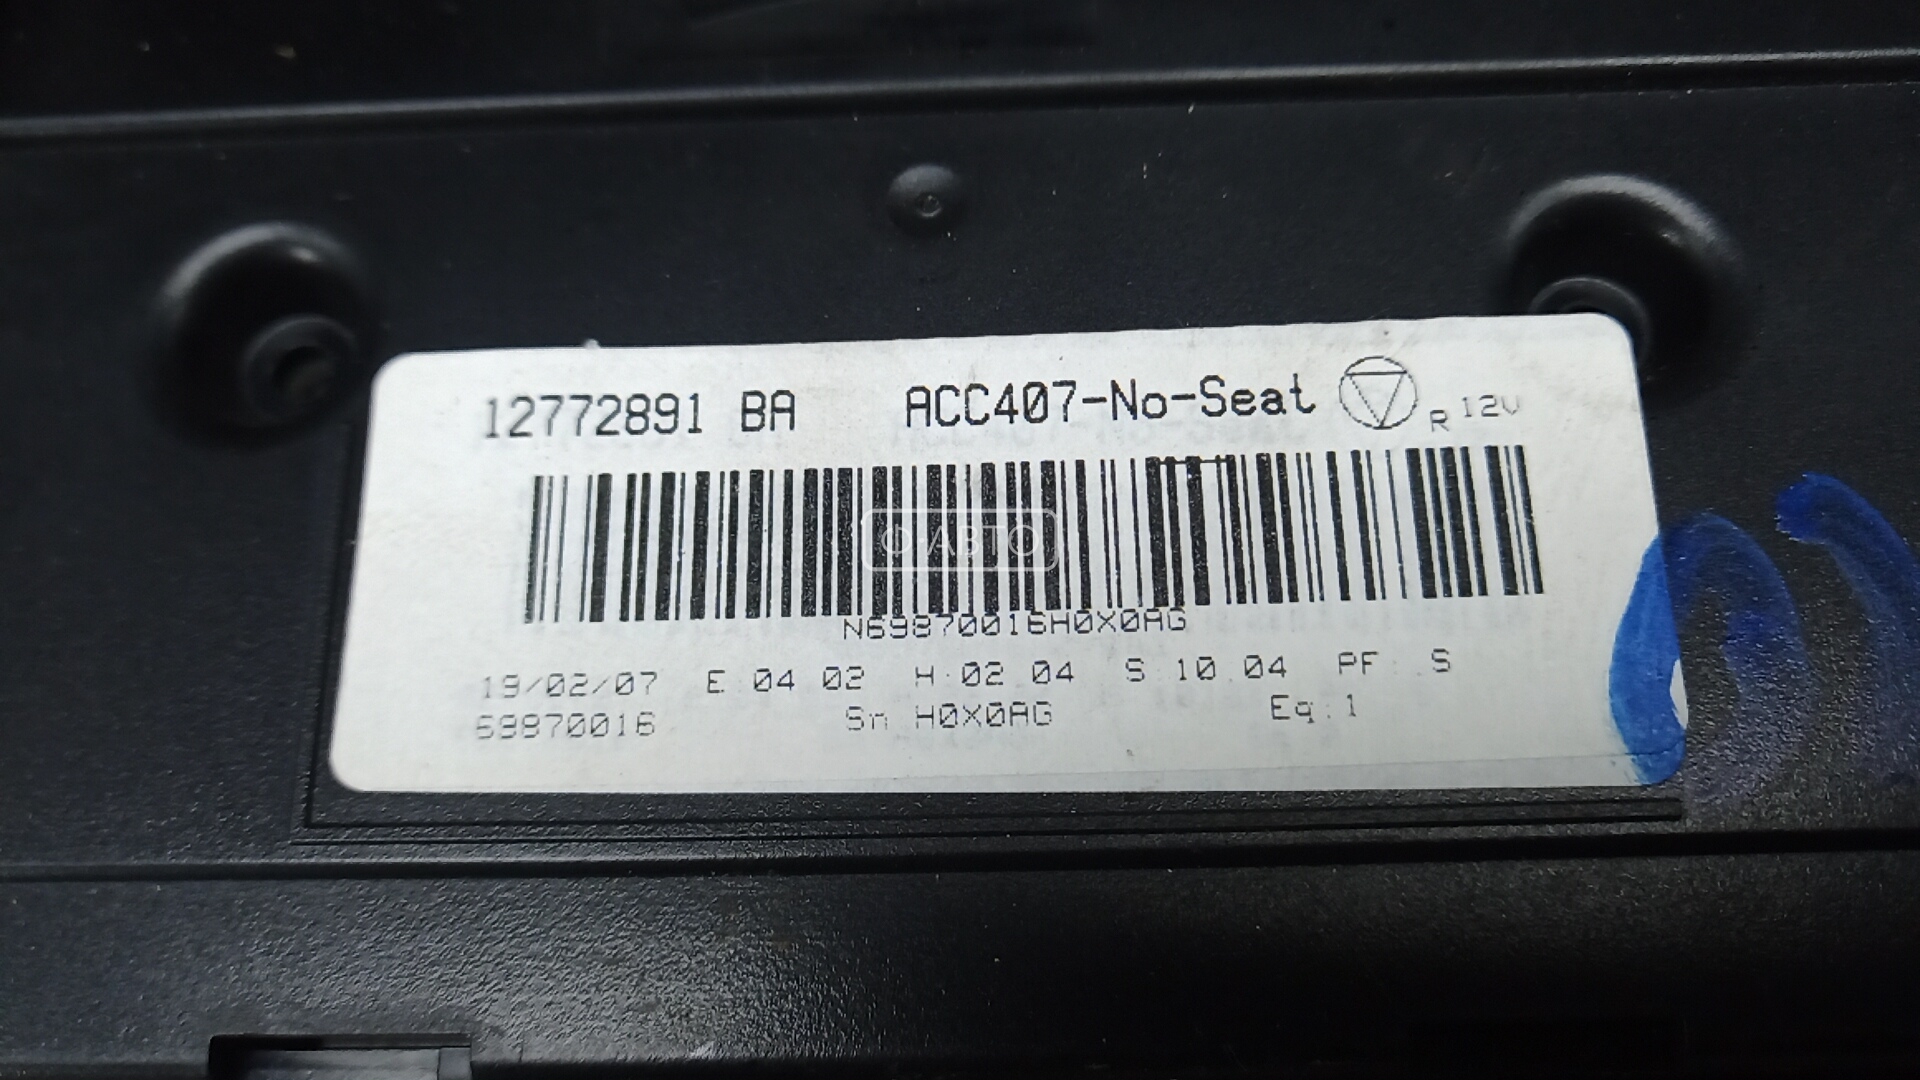 12772891 BA ACC407-No-Seat R 12V
Ф-АВТО
N69870016H0X0AG
19/02/07 E:04 02 H:02 04 S:10.04 PF: .S
69870016 Sn H0X0AG Eq:1